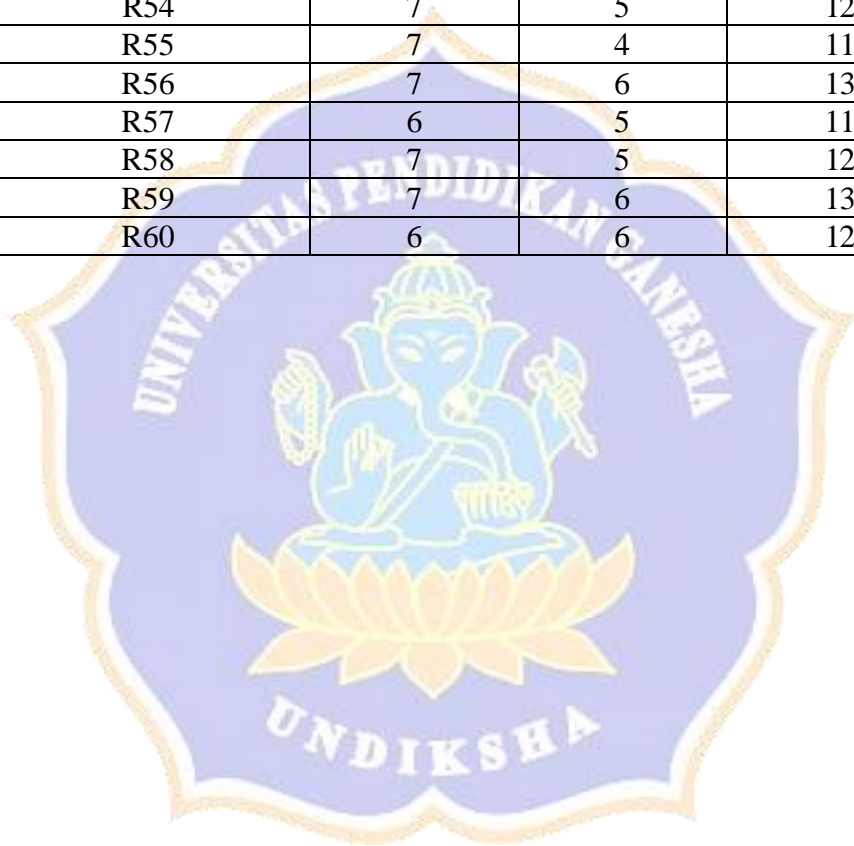 R54 7 5 12
R55 7 4 11
R56 7 6 13
R57 6 5 11
R58 7 5 12
R59 7 6 13
R60 6 6 12
UNIVERSITAS PENDIDIKAN GANESHA
UNDIKSHA